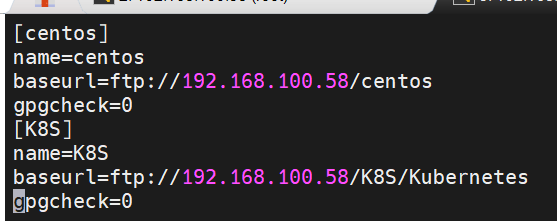 [centos]
name=centos
baseurl=ftp://192.168.100.58/centos
gpgcheck=0
[K8S]
name=K8S
baseurl=ftp://192.168.100.58/K8S/Kubernetes
gpgcheck=0